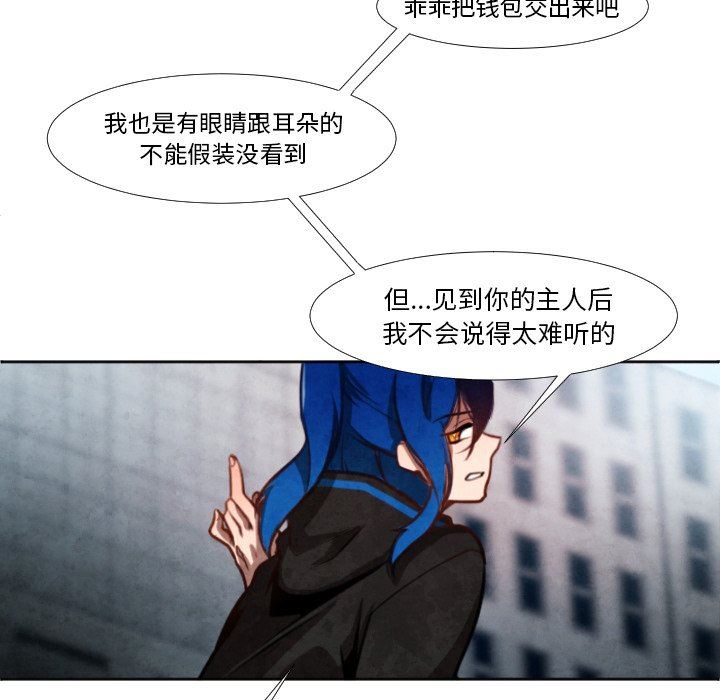 乖乖把钱包交出来吧
我也是有眼睛跟耳朵的
不能假装没看到
但...见到你的主人后
我不会说得太难听的